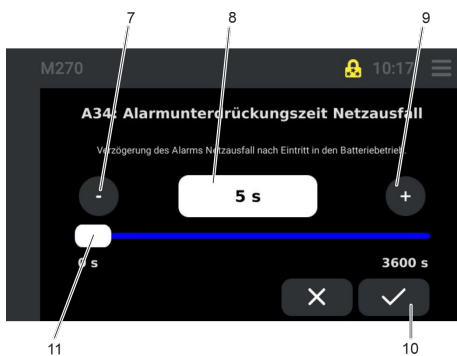 7 8 9
M270 10:17
A34: Alarmunterdrückungszeit Netzausfall
Verzögerung des Alarms Netzausfall nach Eintritt in den Batteriebetrieb.
- 5 s +
0 s 3600 s
11 10